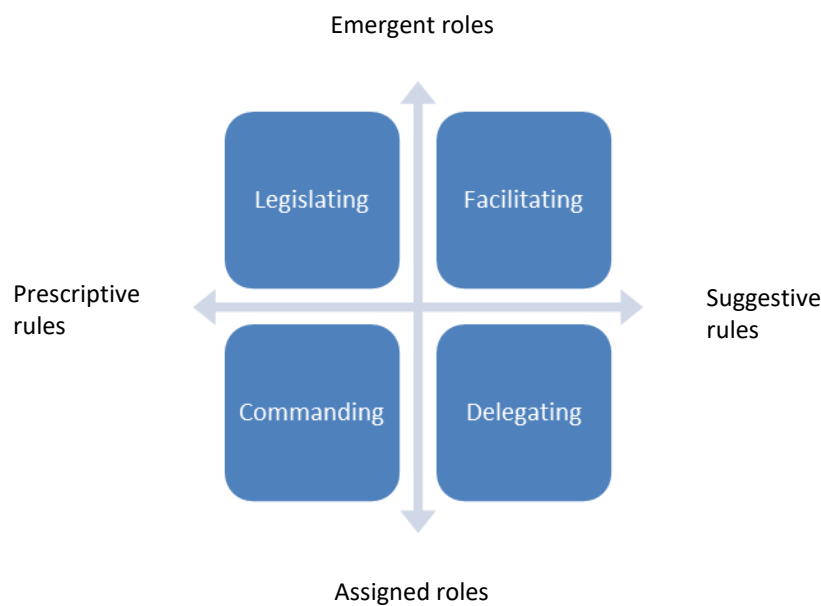 Emergent roles
Legislating
Facilitating
Prescriptive
rules
Suggestive
rules
Commanding
Delegating
Assigned roles